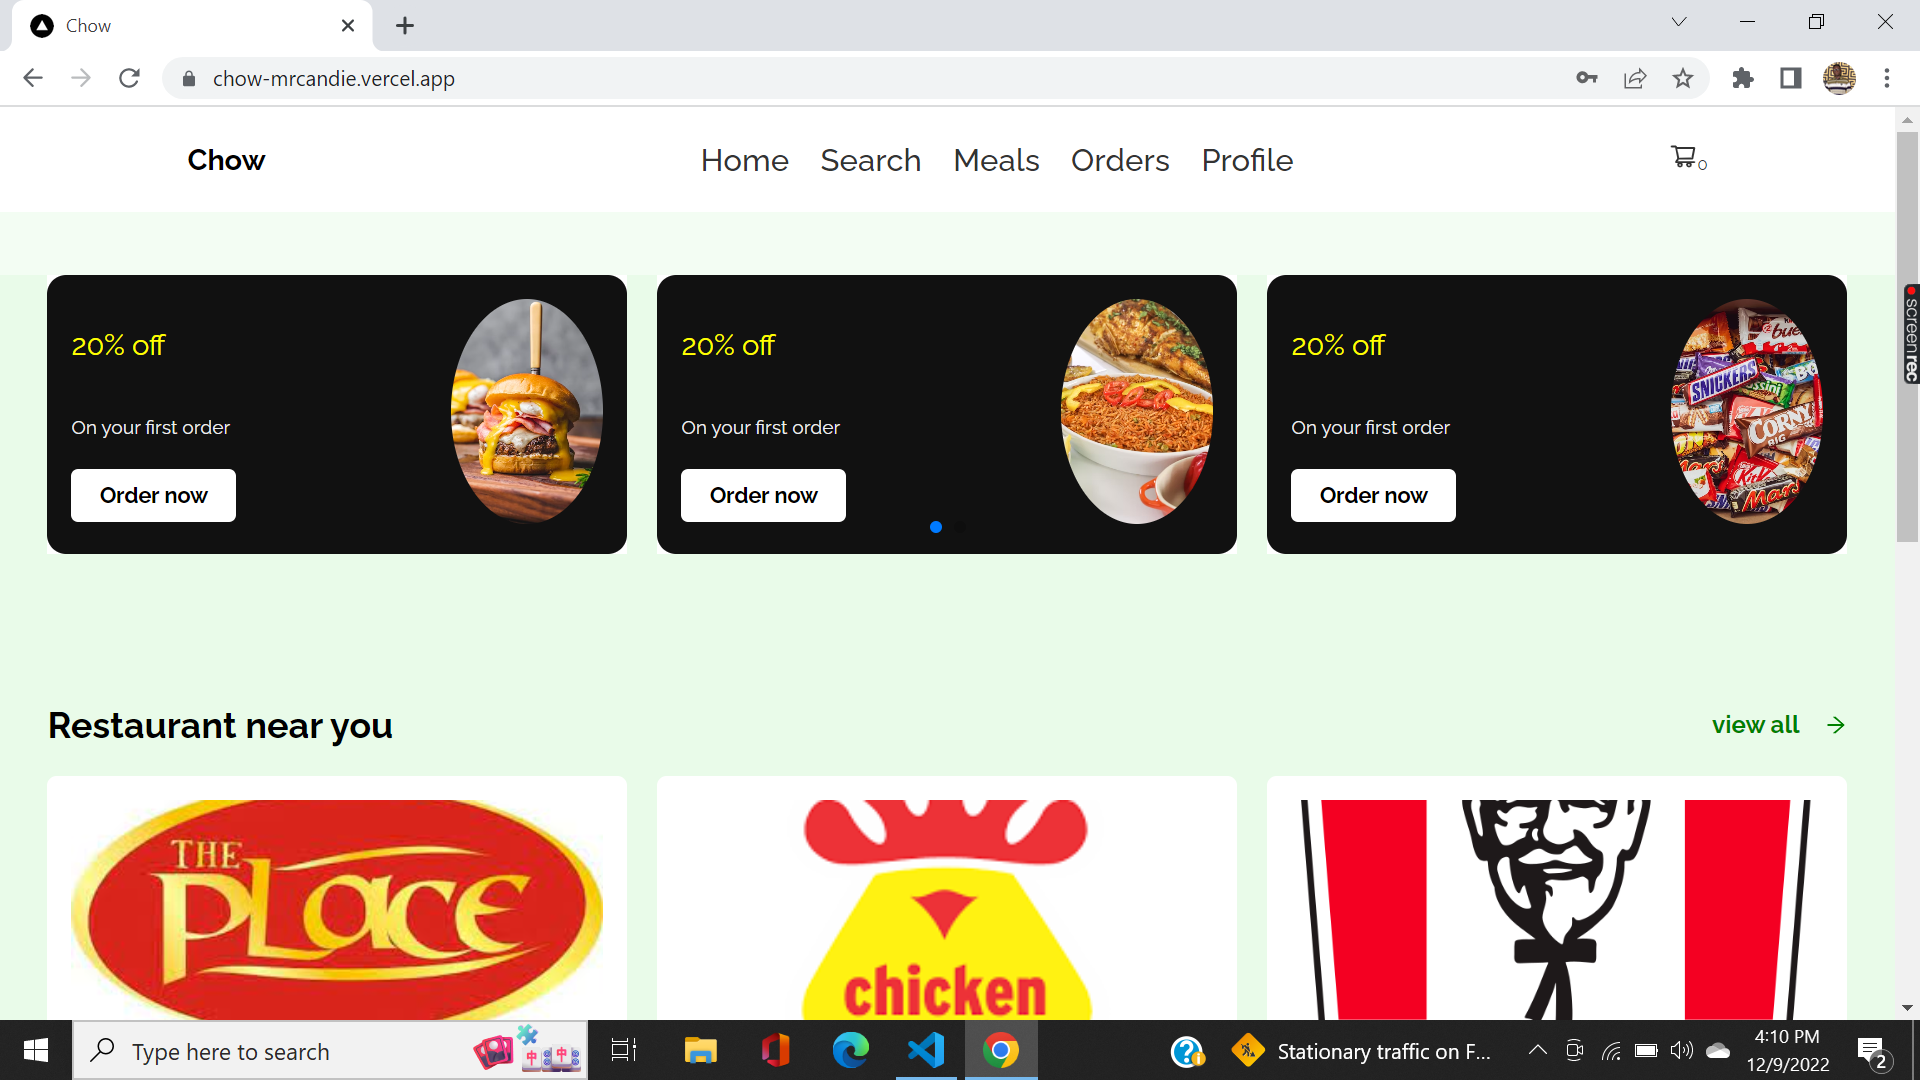 Chow
chow-mrcandie.vercel.app
Chow
Home Search Meals Orders Profile
0
20% off
On your first order
Order now
20% off
On your first order
Order now
20% off
On your first order
Order now
SNICKERS
CORNY
BIG
Mars
screenrec
Restaurant near you
view all
THE
PLACE
chicken
Type here to search
Stationary traffic on F...
4:10 PM
12/9/2022
2